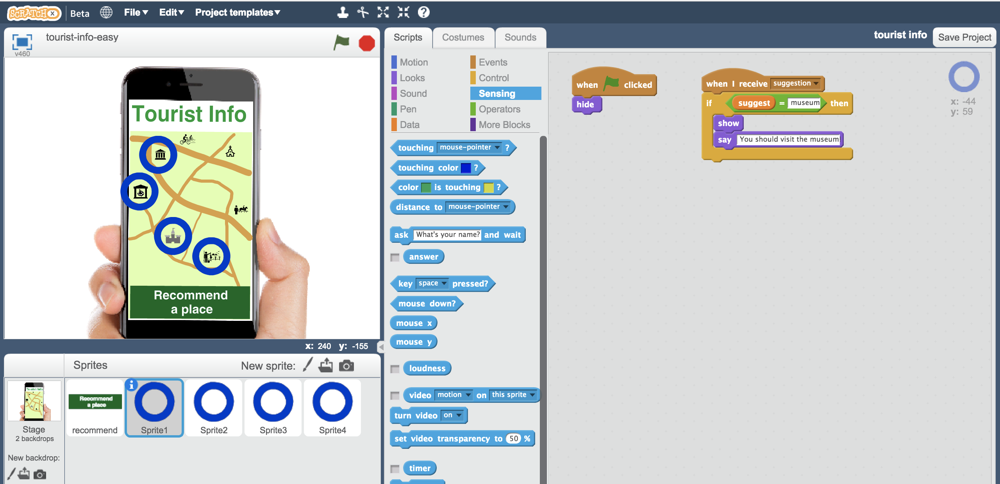 SCRATCH X
Beta
File
Edit
Project templates
?
tourist-info-easy
v460
Tourist Info
Recommend
a place
x: 240 y: -155
Sprites
New sprite:
Recommend
a place
recommend
i
Sprite1
Sprite2
Sprite3
Sprite4
Stage
2 backdrops
New backdrop:
Scripts
Costumes
Sounds
tourist info
Save Project
Motion
Looks
Sound
Pen
Data
Events
Control
Sensing
Operators
More Blocks
touching mouse-pointer ?
touching color ?
color is touching ?
distance to mouse-pointer
ask What's your name? and wait
answer
key space pressed?
mouse down?
mouse x
mouse y
loudness
video motion on this sprite
turn video on
set video transparency to 50 %
timer
when clicked
hide
when I receive suggestion
if suggest = museum then
show
say You should visit the museum
x: -44
y: 59